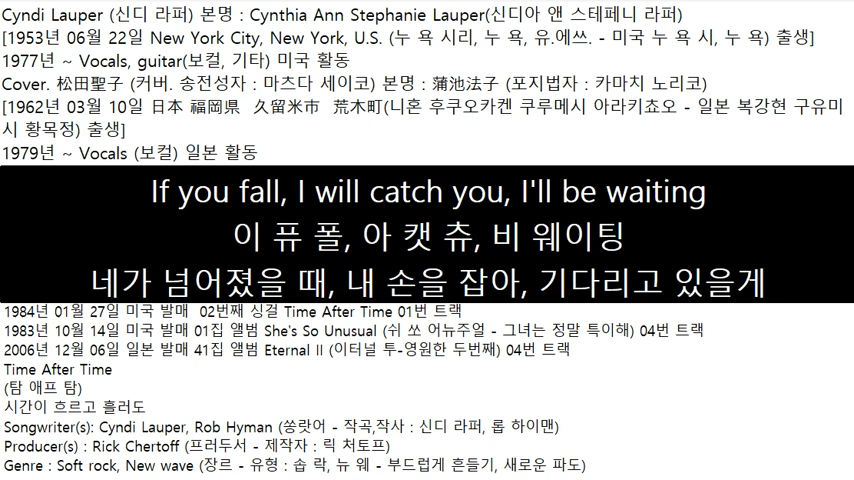 Cyndi Lauper (신디 라퍼) 본명 : Cynthia Ann Stephanie Lauper(신디아 앤 스테페니 라퍼)
[1953년 06월 22일 New York City, New York, U.S. (누 욕 시리, 누 욕, 유.에쓰. - 미국 누 욕 시, 누 욕) 출생]
1977년 ~ Vocals, guitar(보컬, 기타) 미국 활동
Cover. 松田聖子 (커버. 송전성자 : 마츠다 세이코) 본명 : 蒲池法子 (포지법자 : 카마치 노리코)
[1962년 03월 10일 日本 福岡県 久留米市 荒木町(니혼 후쿠오카켄 쿠루메시 아라키쵸오 - 일본 복강현 구유미
시 황목정) 출생]
1979년 ~ Vocals (보컬) 일본 활동
If you fall, I will catch you, I'll be waiting
이 퓨 폴, 아 캣 츄, 비 웨이팅
네가 넘어졌을 때, 내 손을 잡아, 기다리고 있을게
1984년 01월 27일 미국 발매 02번째 싱글 Time After Time 01번 트랙
1983년 10월 14일 미국 발매 01집 앨범 She's So Unusual (쉬 쏘 어뉴주얼 - 그녀는 정말 특이해) 04번 트랙
2006년 12월 06일 일본 발매 41집 앨범 Eternal II (이터널 투-영원한 두번째) 04번 트랙
Time After Time
(탐 애프 탐)
시간이 흐르고 흘러도
Songwriter(s): Cyndi Lauper, Rob Hyman (쏭랏어 - 작곡,작사 : 신디 라퍼, 롭 하이맨)
Producer(s) : Rick Chertoff (프러두서 - 제작자 : 릭 처토프)
Genre : Soft rock, New wave (장르 - 유형 : 솝 락, 뉴 웨 - 부드럽게 흔들기, 새로운 파도)